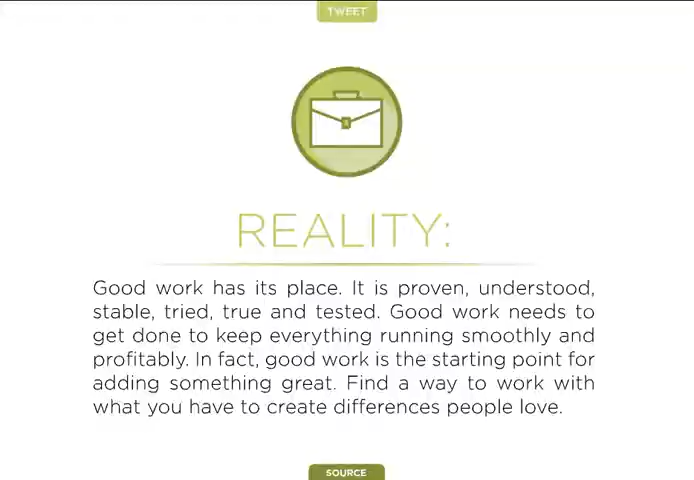 TWEET
REALITY:
Good work has its place. It is proven, understood,
stable, tried, true and tested. Good work needs to
get done to keep everything running smoothly and
profitably. In fact, good work is the starting point for
adding something great. Find a way to work with
what you have to create differences people love.
SOURCE